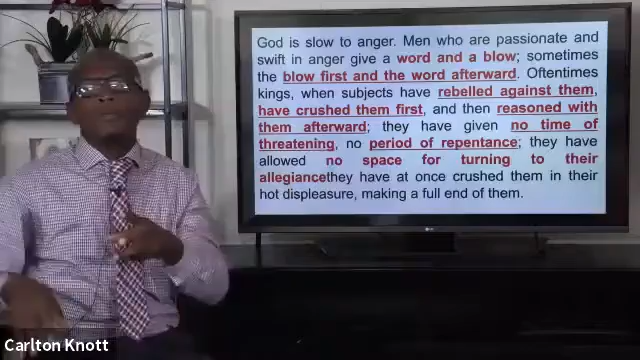 God is slow to anger. Men who are passionate and
swift in anger give a word and a blow; sometimes
the blow first and the word afterward. Oftentimes
kings, when subjects have rebelled against them,
have crushed them first, and then reasoned with
them afterward; they have given no time of
threatening, no period of repentance; they have
allowed no space for turning to their
allegiancethey have at once crushed them in their
hot displeasure, making a full end of them.
LG
Carlton Knott